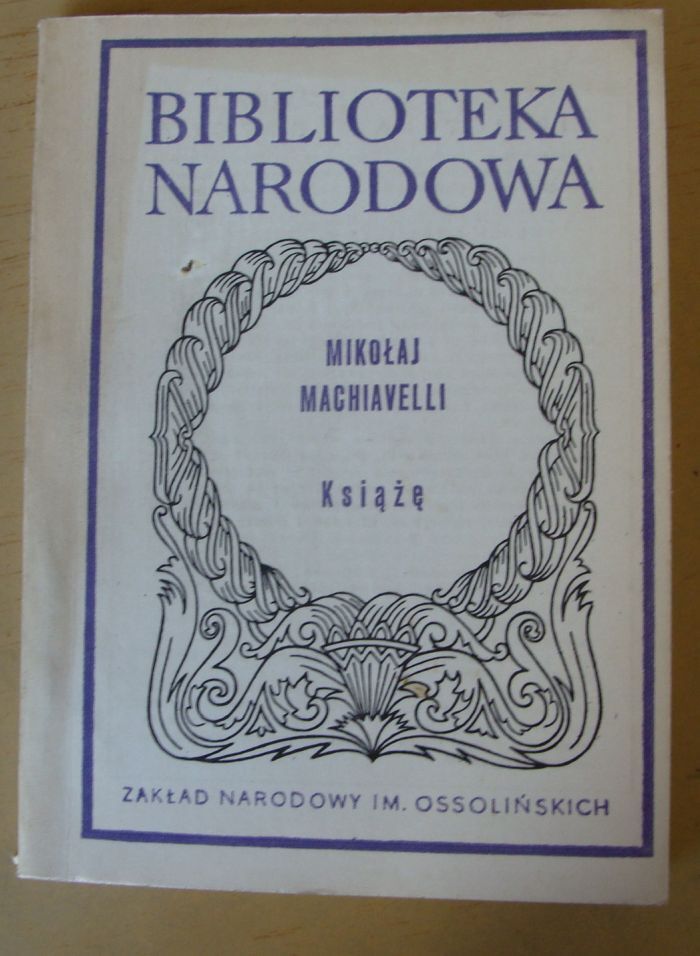 BIBLIOTEKA
NARODOWA
MIKOŁAJ
MACHIAVELLI
Książę
ZAKŁAD NARODOWY IM. OSSOLIŃSKICH